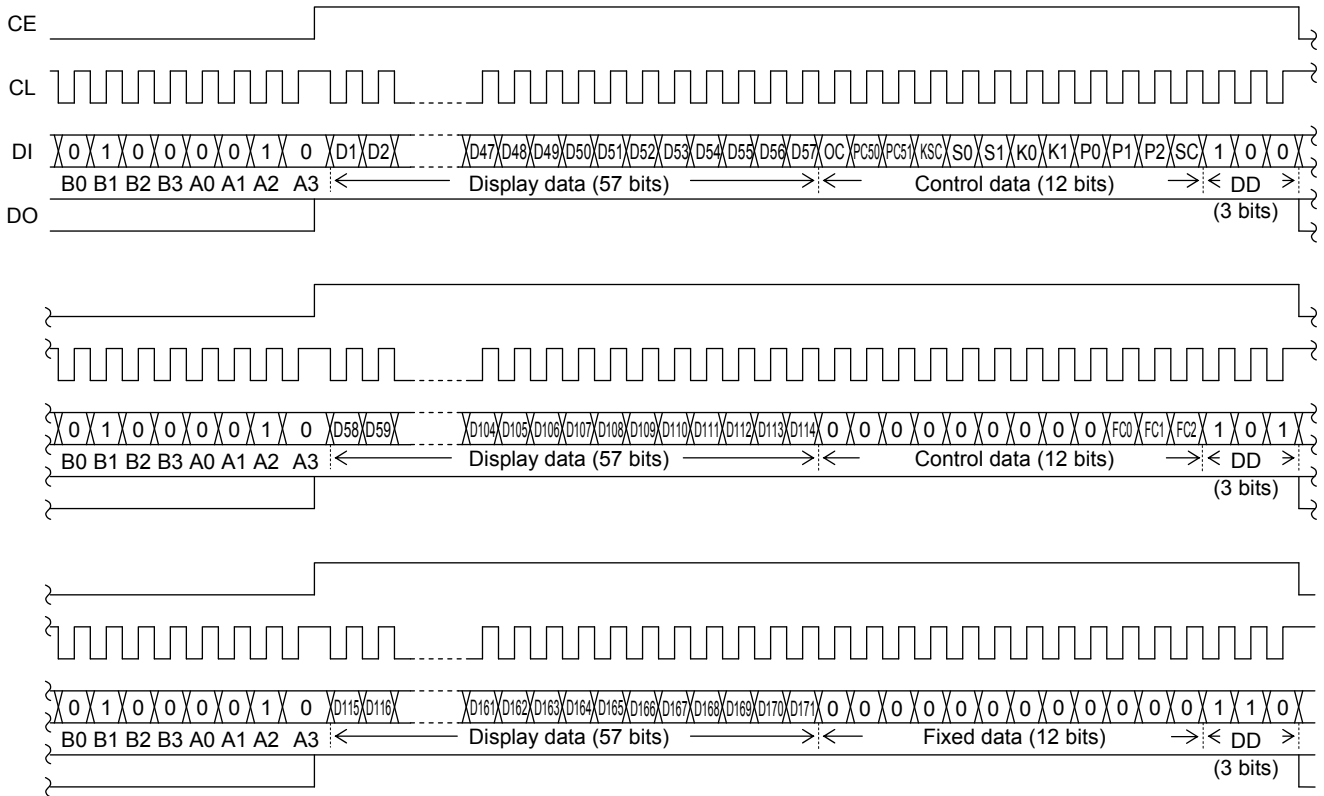 CE
CL
DI 0 1 0 0 0 0 1 0 D1 D2 D47 D48 D49 D50 D51 D52 D53 D54 D55 D56 D57 OC PC50 PC51 KSC S0 S1 K0 K1 P0 P1 P2 SC 1 0 0
B0 B1 B2 B3 A0 A1 A2 A3 Display data (57 bits) Control data (12 bits) DD
DO (3 bits)
0 1 0 0 0 0 1 0 D58 D59 D104 D105 D106 D107 D108 D109 D110 D111 D112 D113 D114 0 0 0 0 0 0 0 0 0 FC0 FC1 FC2 1 0 1
B0 B1 B2 B3 A0 A1 A2 A3 Display data (57 bits) Control data (12 bits) DD
(3 bits)
0 1 0 0 0 0 1 0 D115 D116 D161 D162 D163 D164 D165 D166 D167 D168 D169 D170 D171 0 0 0 0 0 0 0 0 0 0 0 0 1 1 0
B0 B1 B2 B3 A0 A1 A2 A3 Display data (57 bits) Fixed data (12 bits) DD
(3 bits)